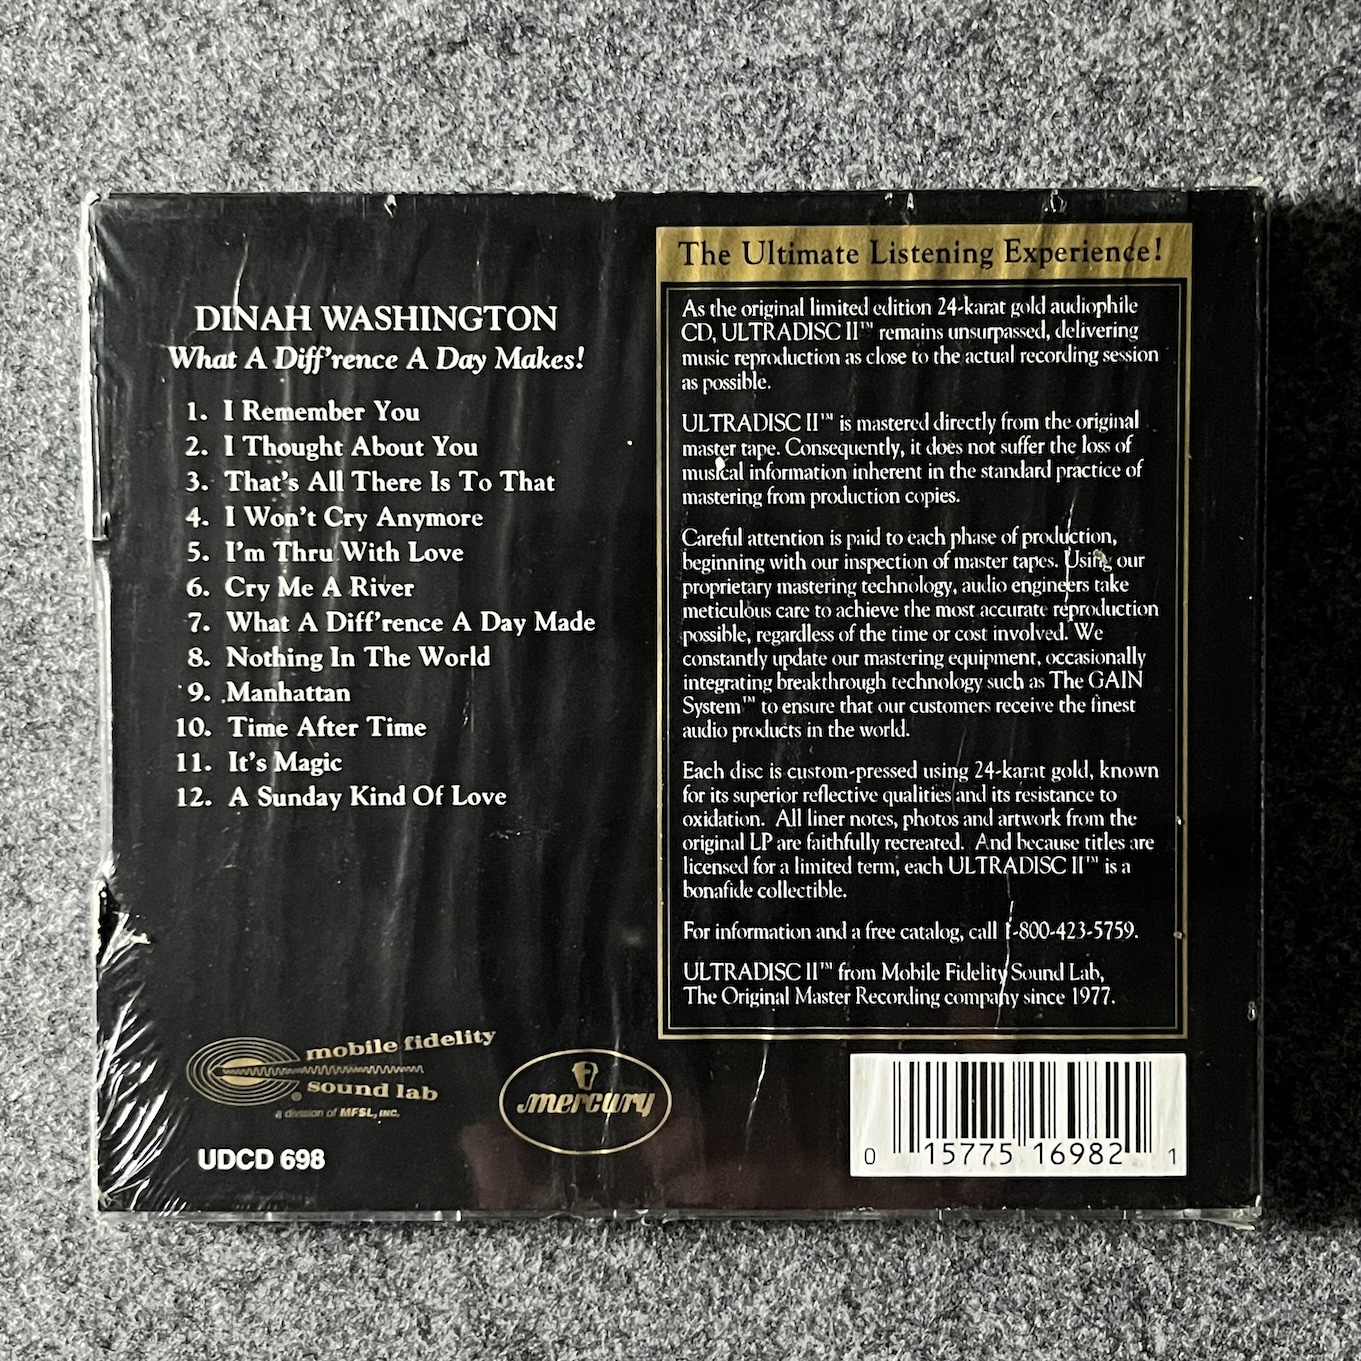 DINAH WASHINGTON
What A Diff'rence A Day Makes!
1. I Remember You
2. I Thought About You
3. That's All There Is To That
4. I Won't Cry Anymore
5. I'm Thru With Love
6. Cry Me A River
7. What A Diff'rence A Day Made
8. Nothing In The World
9. Manhattan
10. Time After Time
11. It's Magic
12. A Sunday Kind Of Love
The Ultimate Listening Experience!
As the original limited edition 24-karat gold audiophile
CD, ULTRADISC II™ remains unsurpassed, delivering
music reproduction as close to the actual recording session
as possible.
ULTRADISC II™ is mastered directly from the original
master tape. Consequently, it does not suffer the loss of
musical information inherent in the standard practice of
mastering from production copies.
Careful attention is paid to each phase of production,
beginning with our inspection of master tapes. Using our
proprietary mastering technology, audio engineers take
meticulous care to achieve the most accurate reproduction
possible, regardless of the time or cost involved. We
constantly update our mastering equipment, occasionally
integrating breakthrough technology such as The GAIN
System™ to ensure that our customers receive the finest
audio products in the world.
Each disc is custom-pressed using 24-karat gold, known
for its superior reflective qualities and its resistance to
oxidation. All liner notes, photos and artwork from the
original LP are faithfully recreated. And because titles are
licensed for a limited term, each ULTRADISC II™ is a
bonafide collectible.
For information and a free catalog, call 1-800-423-5759.
ULTRADISC II™ from Mobile Fidelity Sound Lab,
The Original Master Recording company since 1977.
mobile fidelity
sound lab
®
a division of MFSL, INC.
UDCD 698
mercury
0 15775 16982 1